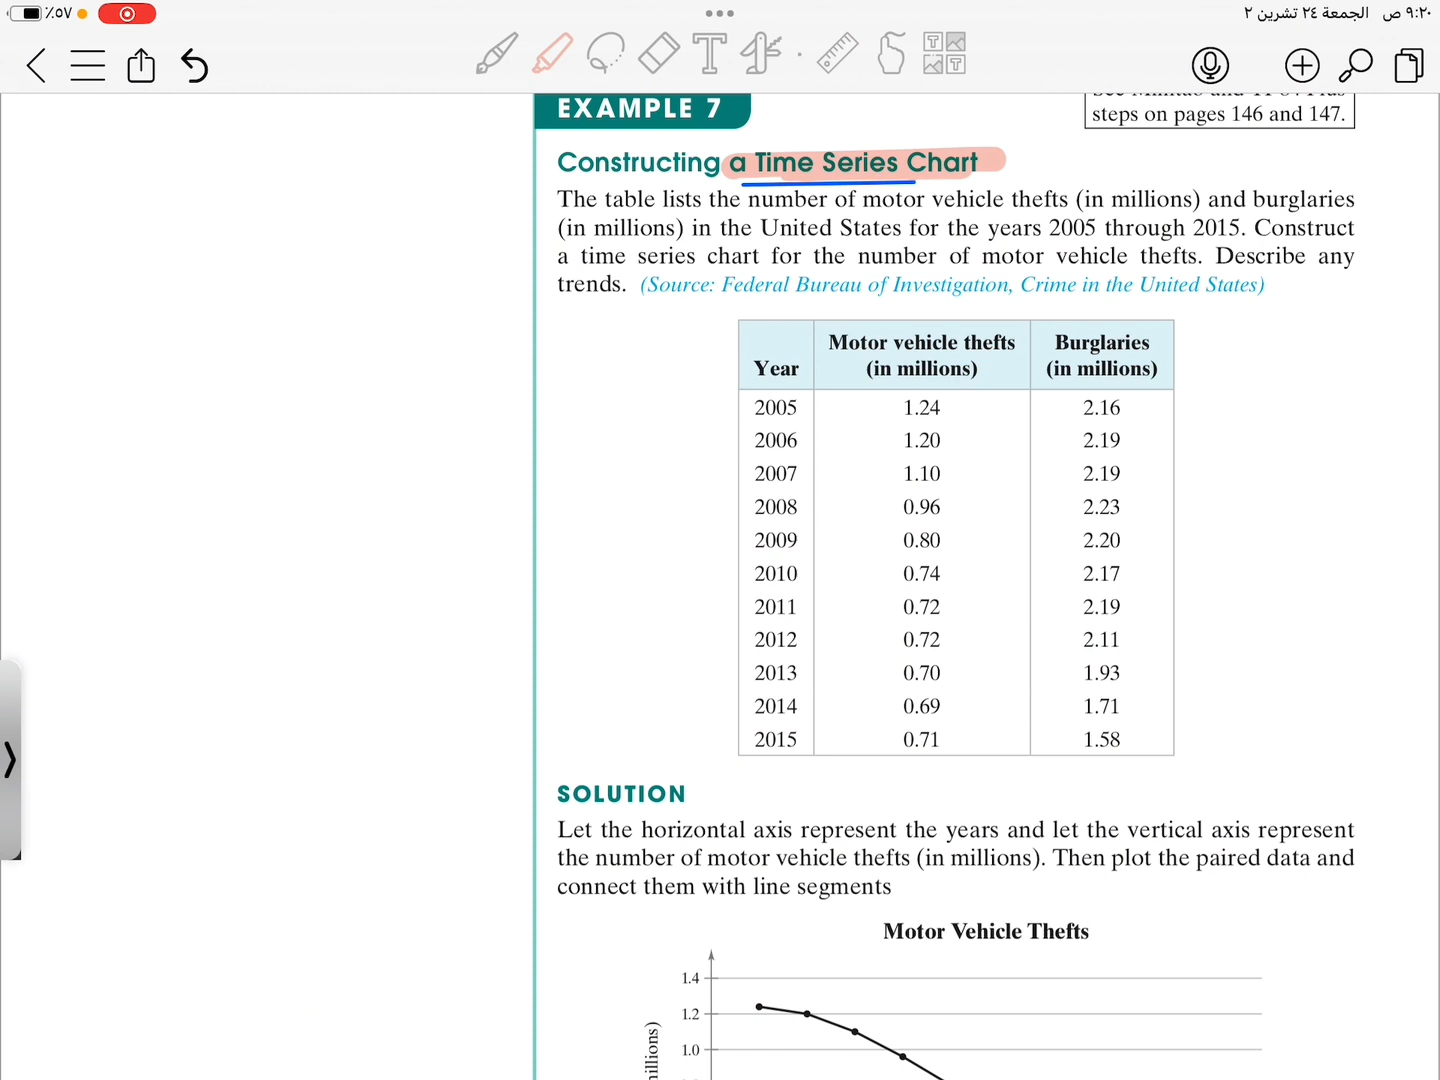 ٪٥٧
٩:٢٠ ص الجمعة ٢٤ تشرين ٢
EXAMPLE 7
steps on pages 146 and 147.
Constructing a Time Series Chart
The table lists the number of motor vehicle thefts (in millions) and burglaries
(in millions) in the United States for the years 2005 through 2015. Construct
a time series chart for the number of motor vehicle thefts. Describe any
trends. (Source: Federal Bureau of Investigation, Crime in the United States)
Year Motor vehicle thefts (in millions) Burglaries (in millions)
2005 1.24 2.16
2006 1.20 2.19
2007 1.10 2.19
2008 0.96 2.23
2009 0.80 2.20
2010 0.74 2.17
2011 0.72 2.19
2012 0.72 2.11
2013 0.70 1.93
2014 0.69 1.71
2015 0.71 1.58
SOLUTION
Let the horizontal axis represent the years and let the vertical axis represent
the number of motor vehicle thefts (in millions). Then plot the paired data and
connect them with line segments
Motor Vehicle Thefts
1.4
1.2
1.0